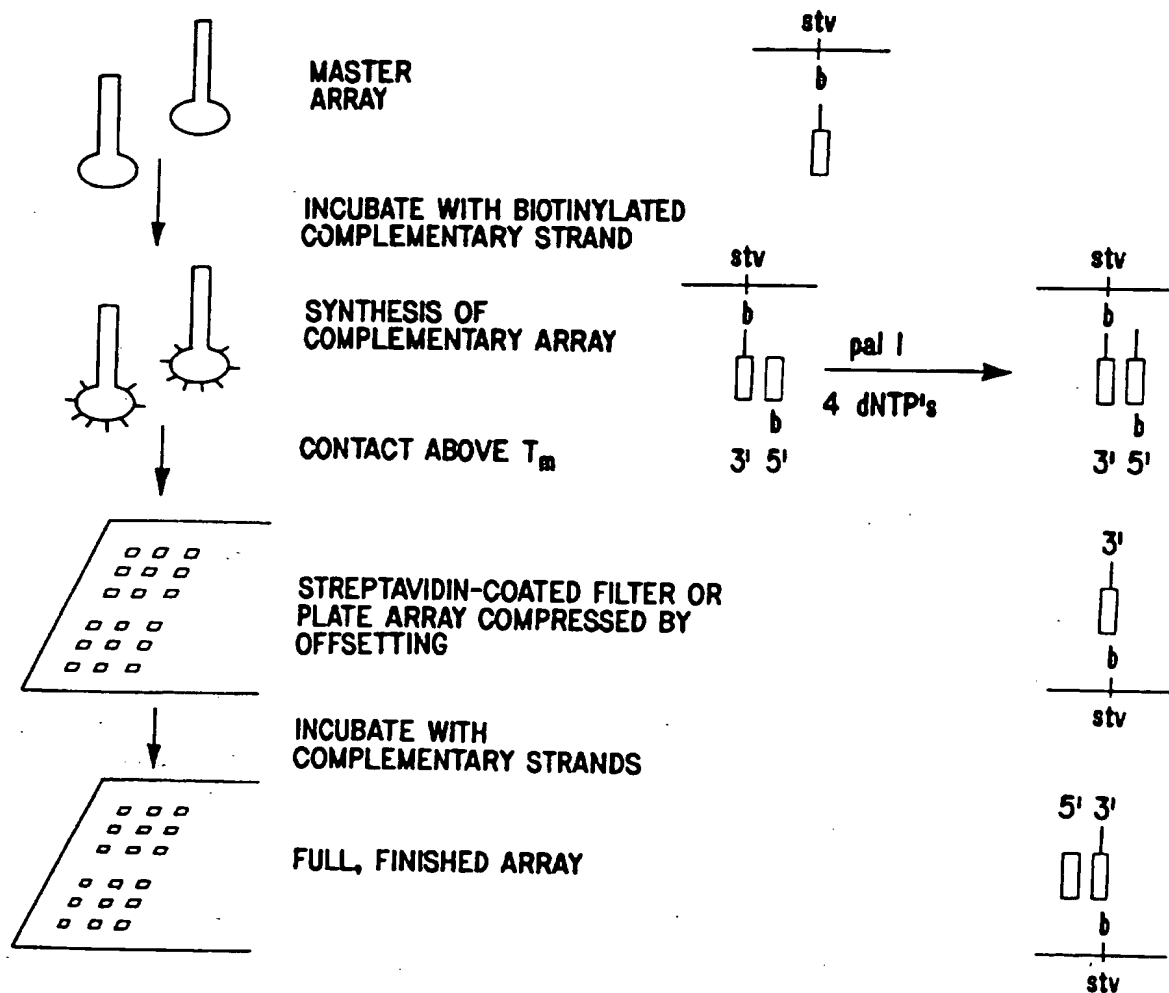 MASTER
ARRAY
stv
b
INCUBATE WITH BIOTINYLATED
COMPLEMENTARY STRAND
SYNTHESIS OF
COMPLEMENTARY ARRAY
stv
b
b
3' 5'
pal I
4 dNTP's
stv
b
b
3' 5'
CONTACT ABOVE Tm
STREPTAVIDIN-COATED FILTER OR
PLATE ARRAY COMPRESSED BY
OFFSETTING
3'
b
stv
INCUBATE WITH
COMPLEMENTARY STRANDS
FULL, FINISHED ARRAY
5' 3'
b
stv